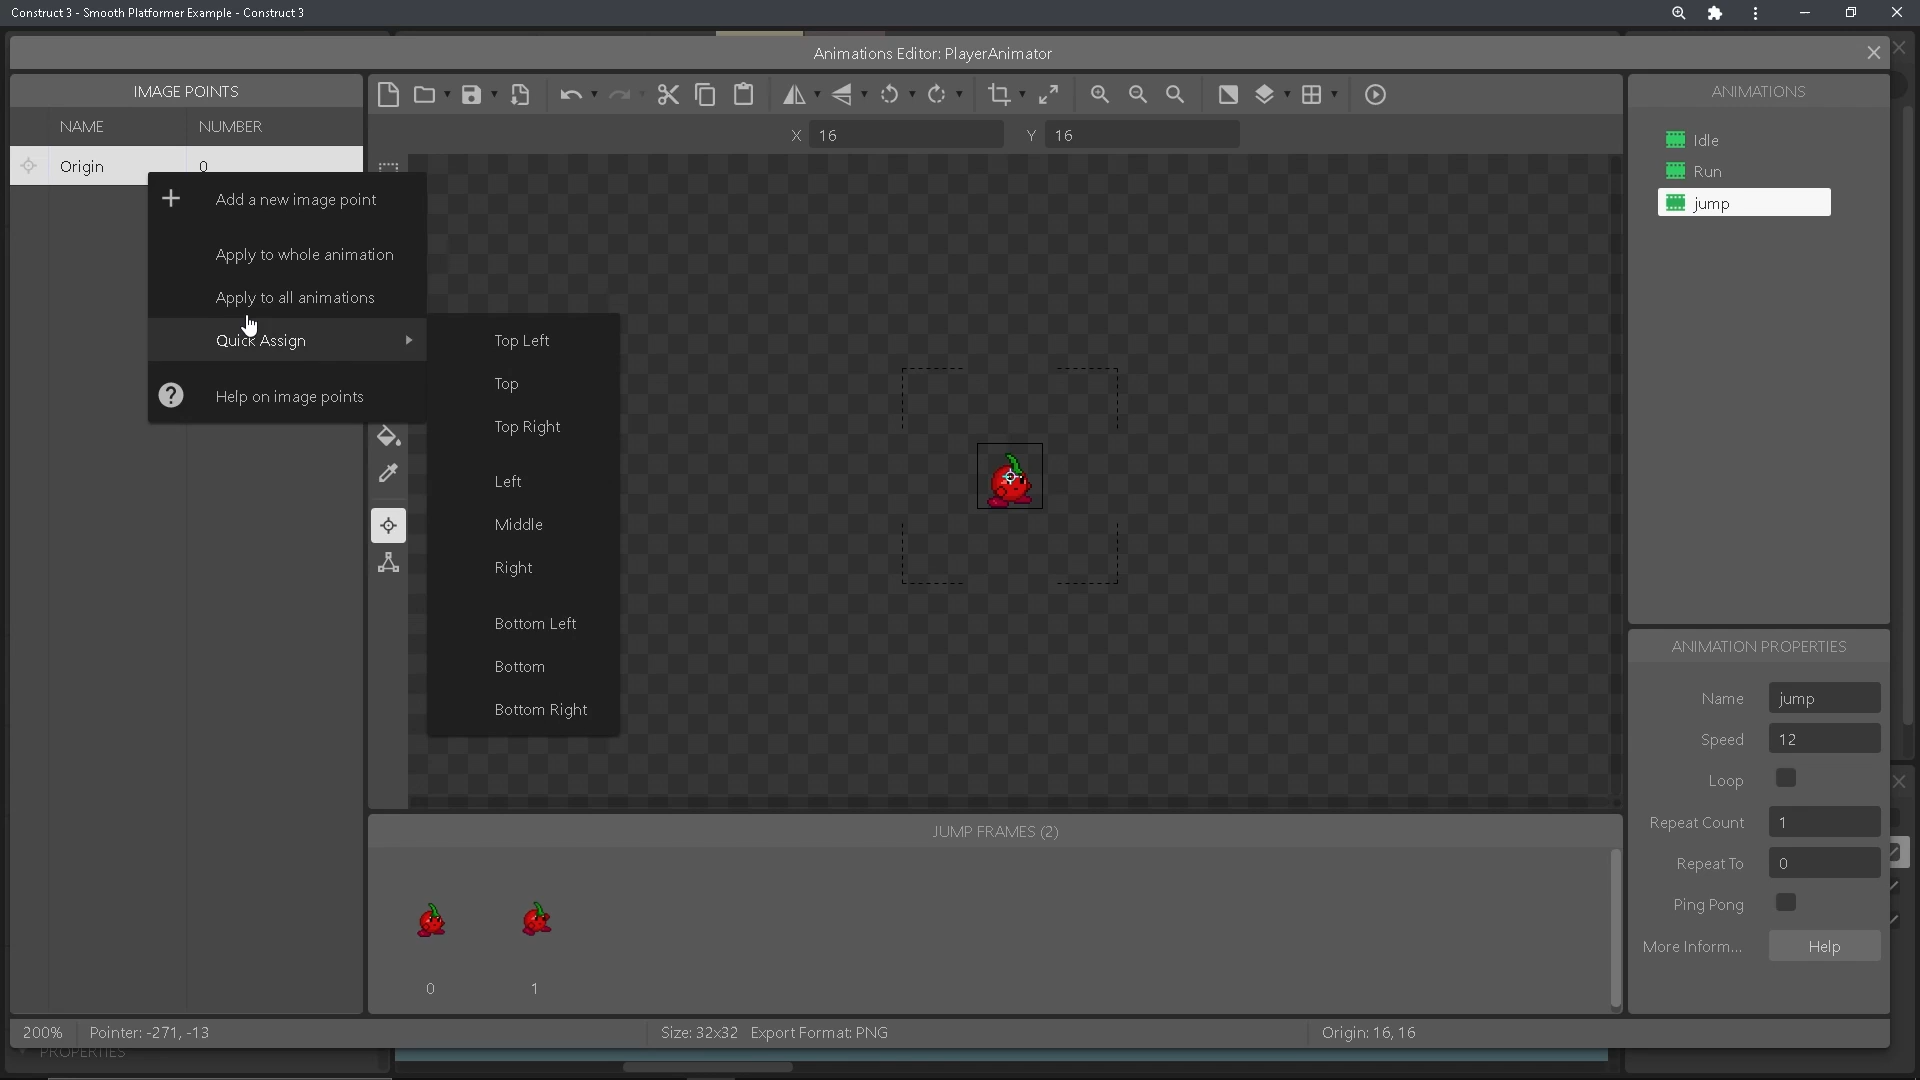 Construct 3 - Smooth Platformer Example - Construct 3
Animations Editor: PlayerAnimator
IMAGE POINTS
NAME NUMBER
Origin 0
Add a new image point
Apply to whole animation
Apply to all animations
Quick Assign
Help on image points
Top Left
Top
Top Right
Left
Middle
Right
Bottom Left
Bottom
Bottom Right
X 16 Y 16
ANIMATIONS
Idle
Run
jump
ANIMATION PROPERTIES
Name jump
Speed 12
Loop
Repeat Count 1
Repeat To 0
Ping Pong
More Inform... Help
JUMP FRAMES (2)
0 1
200% Pointer: -271, -13 Size: 32x32 Export Format: PNG Origin: 16, 16
PROPERTIES